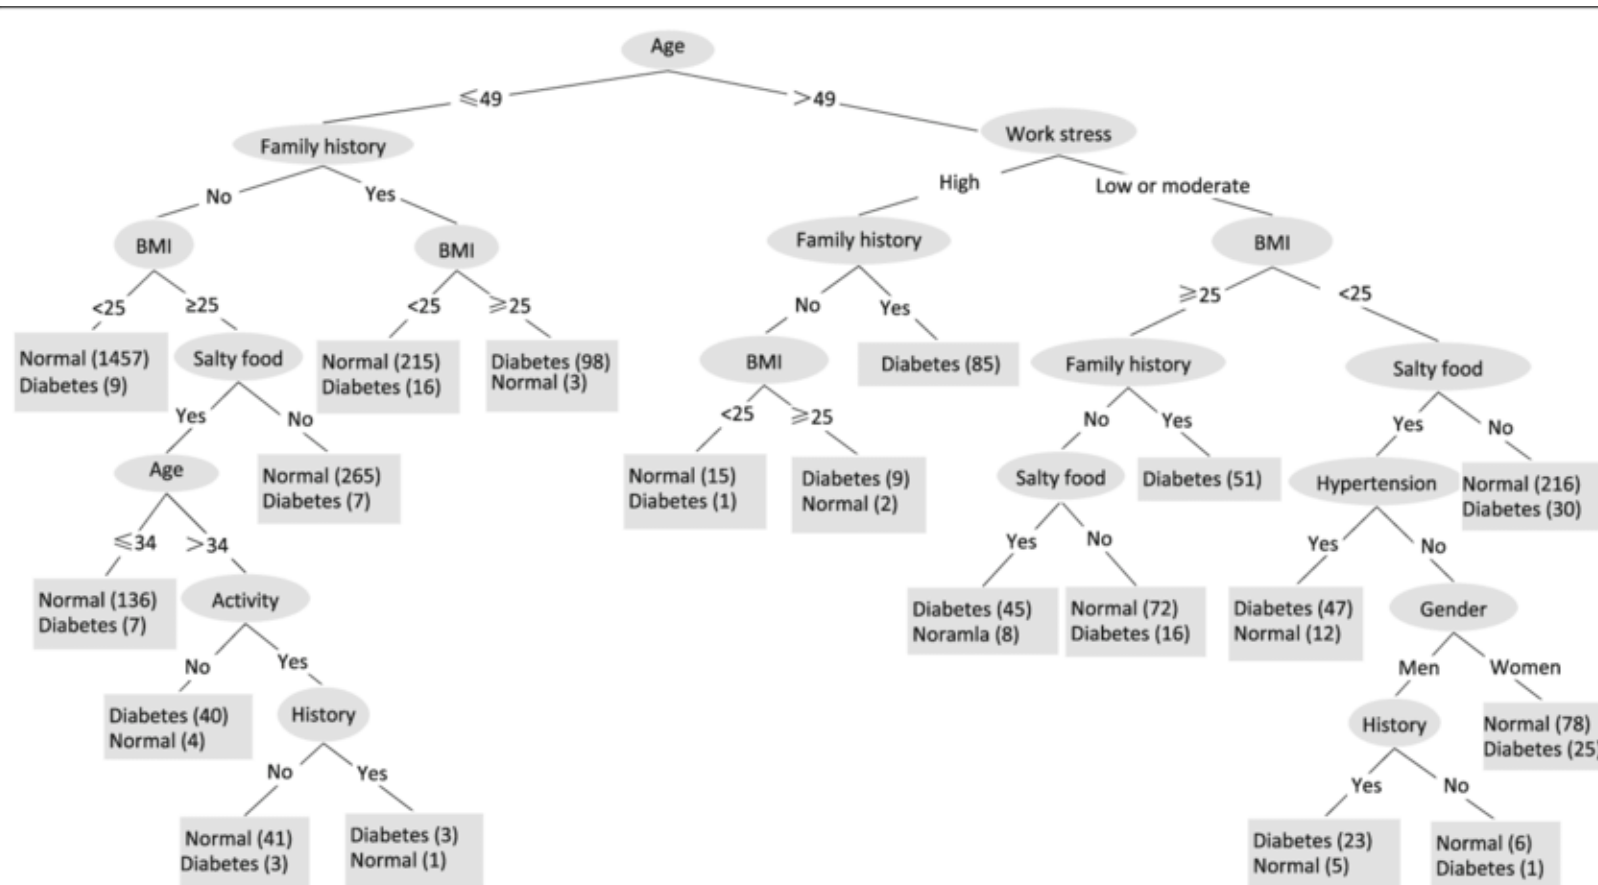 Age
≤49
>49
Family history
Work stress
No
Yes
High
Low or moderate
BMI
BMI
Family history
BMI
<25
≥25
<25
≥25
No
Yes
≥25
<25
Normal (1457)
Diabetes (9)
Salty food
Normal (215)
Diabetes (16)
Diabetes (98)
Normal (3)
BMI
Diabetes (85)
Family history
Salty food
Yes
No
<25
≥25
No
Yes
Yes
No
Age
Normal (265)
Diabetes (7)
Normal (15)
Diabetes (1)
Diabetes (9)
Normal (2)
Salty food
Diabetes (51)
Hypertension
Normal (216)
Diabetes (30)
≤34
>34
Yes
No
Yes
No
Normal (136)
Diabetes (7)
Activity
Diabetes (45)
Noramla (8)
Normal (72)
Diabetes (16)
Diabetes (47)
Normal (12)
Gender
No
Yes
Men
Women
Diabetes (40)
Normal (4)
History
History
Normal (78)
Diabetes (25)
No
Yes
Yes
No
Normal (41)
Diabetes (3)
Diabetes (3)
Normal (1)
Diabetes (23)
Normal (5)
Normal (6)
Diabetes (1)